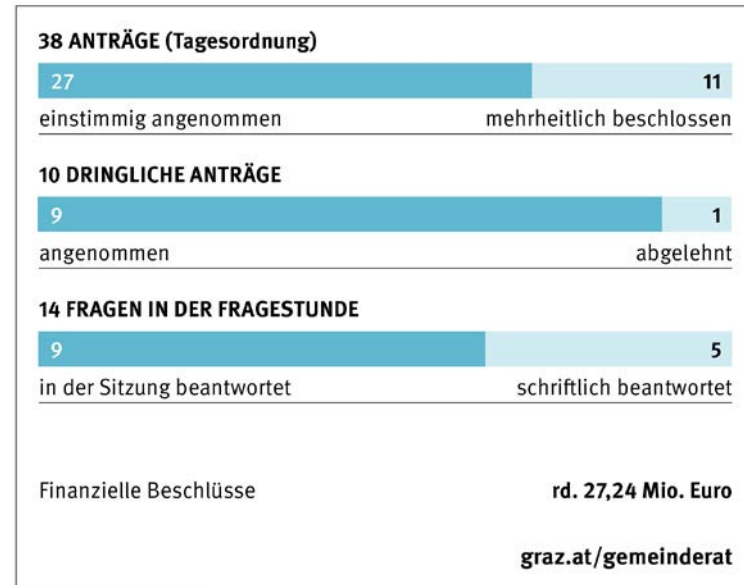 38 ANTRÄGE (Tagesordnung)
27 11
einstimmig angenommen mehrheitlich beschlossen
10 DRINGLICHE ANTRÄGE
9 1
angenommen abgelehnt
14 FRAGEN IN DER FRAGESTUNDE
9 5
in der Sitzung beantwortet schriftlich beantwortet
Finanzielle Beschlüsse rd. 27,24 Mio. Euro
graz.at/gemeinderat